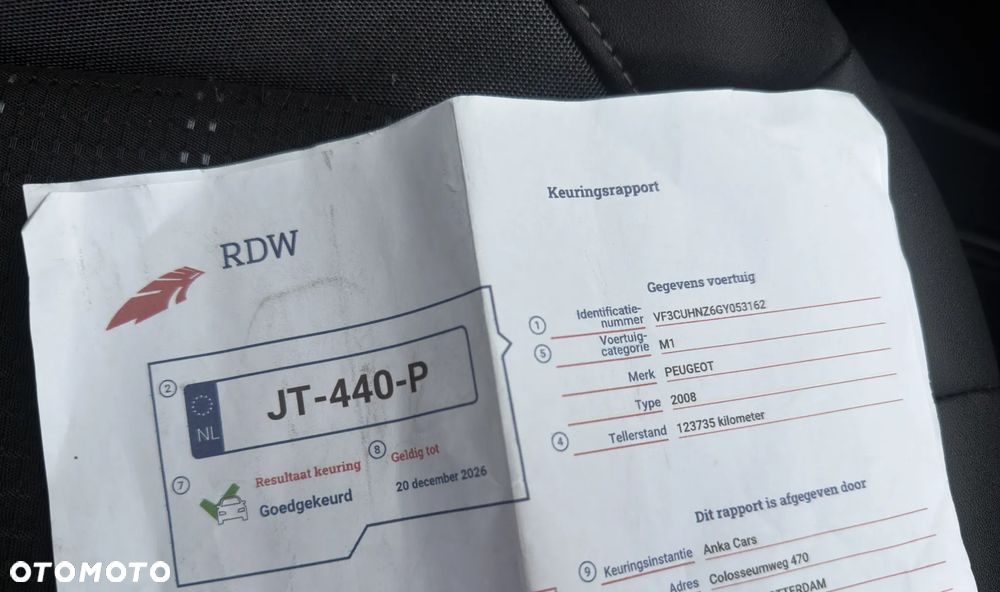 RDW
2
NL
JT-440-P
7
Resultaat keuring
Goedgekeurd
8
Geldig tot
20 december 2026
Keuringsrapport
Gegevens voertuig
1 Identificatie-
nummer VF3CUHNZ6GY053162
5 Voertuig-
categorie M1
Merk PEUGEOT
Type 2008
4 Tellerstand 123735 kilometer
Dit rapport is afgegeven door
9 Keuringsinstantie Anka Cars
Adres Colosseumweg 470
OTOMOTO